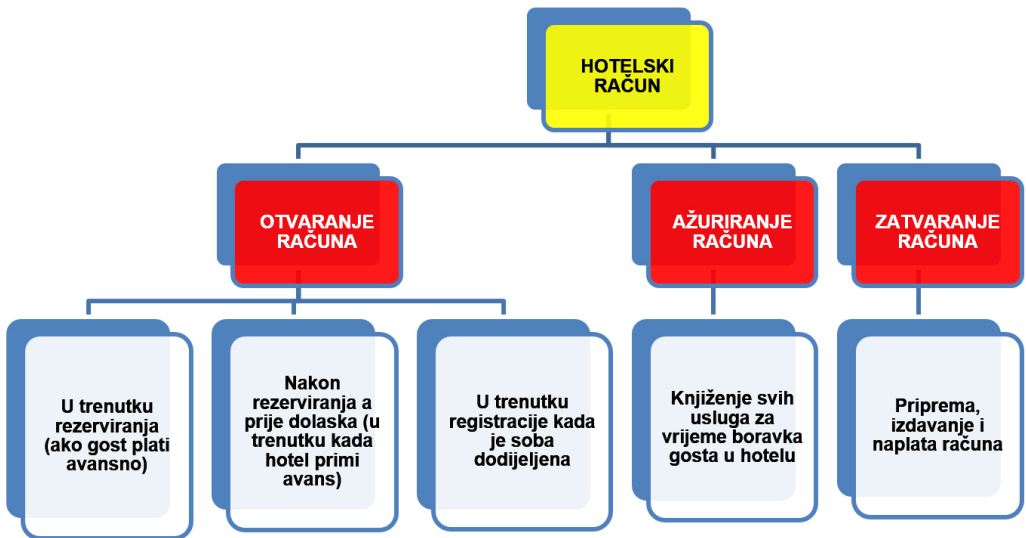 HOTELSKI
RAČUN
OTVARANJE
RAČUNA
AŽURIRANJE
RAČUNA
ZATVARANJE
RAČUNA
U trenutku
rezerviranja
(ako gost plati
avansno)
Nakon
rezerviranja a
prije dolaska (u
trenutku kada
hotel primi
avans)
U trenutku
registracije kada
je soba
dodijeljena
Knjiženje svih
usluga za
vrijeme boravka
gosta u hotelu
Priprema,
izdavanje i
naplata računa